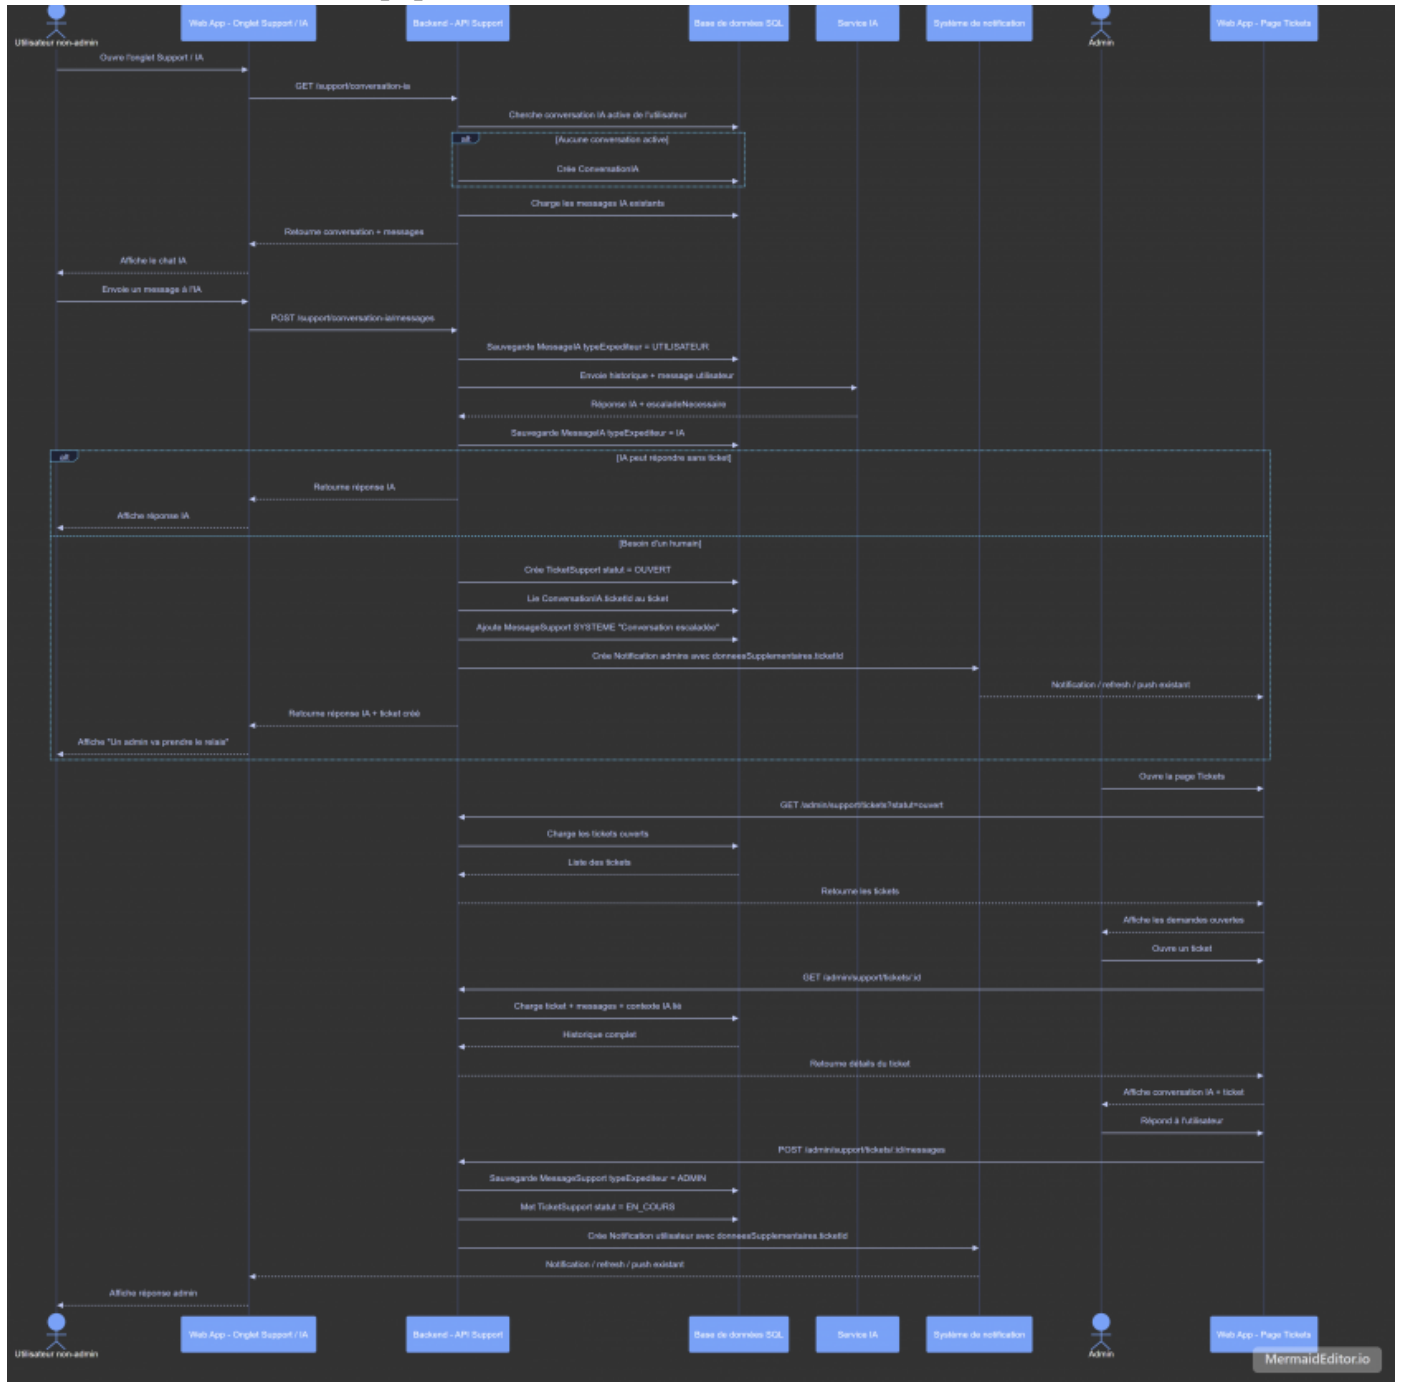 Utilisateur non-admin
Web App - Onglet Support / IA
Backend - API Support
Base de données SQL
Service IA
Système de notification
Admin
Web App - Page Tickets
Ouvre l'onglet Support / IA
GET /support/conversation-ia
Cherche conversation IA active de l'utilisateur
alt
[Aucune conversation active]
Crée ConversationIA
Charge les messages IA existants
Retourne conversation + messages
Affiche le chat IA
Envoie un message à l'IA
POST /support/conversation-ia/messages
Sauvegarde MessageIA typeExpediteur = UTILISATEUR
Envoie historique + message utilisateur
Réponse IA + escaladeNecessaire
Sauvegarde MessageIA typeExpediteur = IA
alt
[IA peut répondre sans ticket]
Retourne réponse IA
Affiche réponse IA
[Besoin d'un humain]
Crée TicketSupport statut = OUVERT
Lie ConversationIA.ticketId au ticket
Ajoute MessageSupport SYSTEME "Conversation escaladée"
Crée Notification admins avec donneesSupplementaires.ticketId
Notification / refresh / push existant
Retourne réponse IA + ticket créé
Affiche "Un admin va prendre le relais"
Ouvre la page Tickets
GET /admin/support/tickets?statut=ouvert
Charge les tickets ouverts
Liste des tickets
Retourne les tickets
Affiche les demandes ouvertes
Ouvre un ticket
GET /admin/support/tickets/:id
Charge ticket + messages + contexte IA lié
Historique complet
Retourne détails du ticket
Affiche conversation IA + ticket
Répond à l'utilisateur
POST /admin/support/tickets/:id/messages
Sauvegarde MessageSupport typeExpediteur = ADMIN
Met TicketSupport statut = EN_COURS
Crée Notification utilisateur avec donneesSupplementaires.ticketId
Notification / refresh / push existant
Affiche réponse admin
Utilisateur non-admin
Web App - Onglet Support / IA
Backend - API Support
Base de données SQL
Service IA
Système de notification
Admin
Web App - Page Tickets
MermaidEditor.io